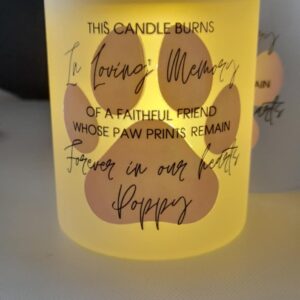 THIS CANDLE BURNS
In Loving Memory
OF A FAITHFUL FRIEND
WHOSE PAW PRINTS REMAIN
Forever in our hearts
Poppy